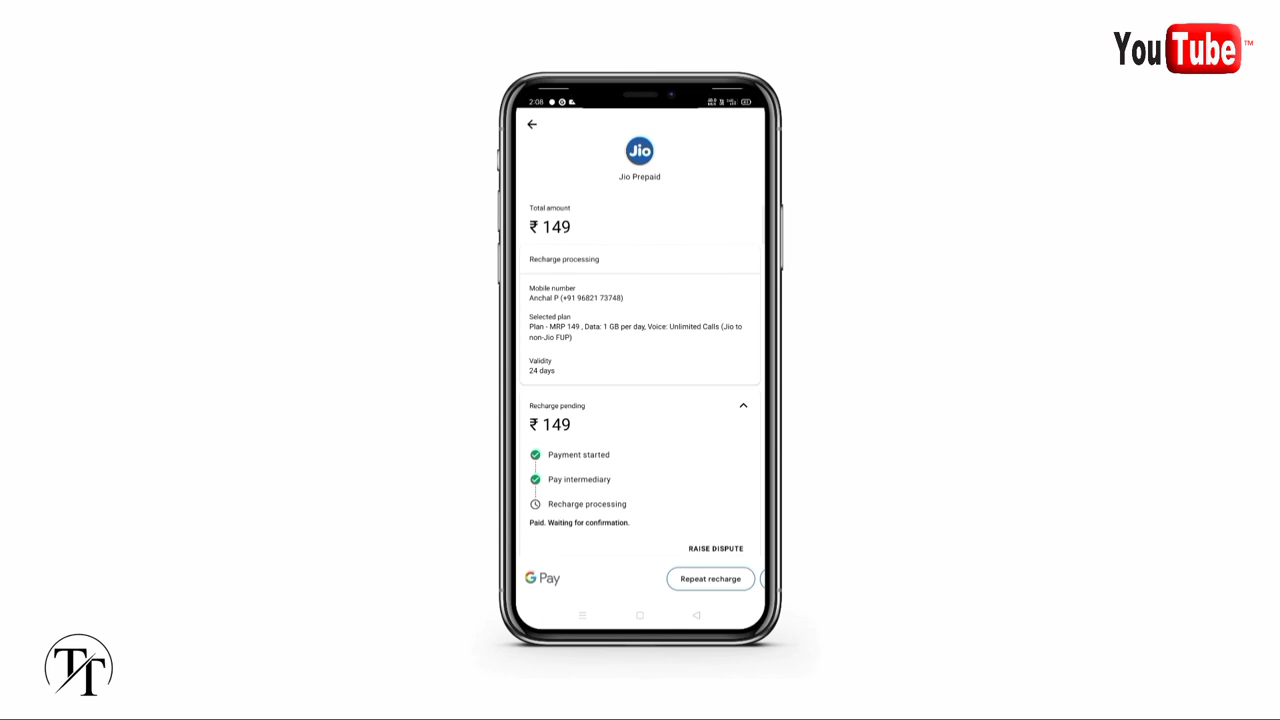 YouTube™
2:08
Jio
Jio Prepaid
Total amount
₹ 149
Recharge processing
Mobile number
Anchal P (+91 96821 73748)
Selected plan
Plan - MRP 149 , Data: 1 GB per day, Voice: Unlimited Calls (Jio to
non-Jio FUP)
Validity
24 days
Recharge pending
₹ 149
Payment started
Pay intermediary
Recharge processing
Paid. Waiting for confirmation.
RAISE DISPUTE
G Pay
Repeat recharge
TT